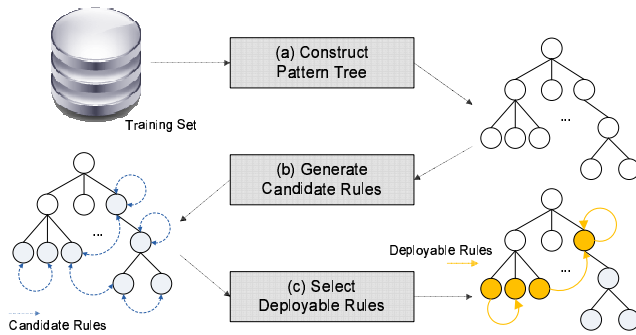 (a) Construct
Pattern Tree
Training Set
...
(b) Generate
Candidate Rules
...
Deployable Rules
...
(c) Select
Deployable Rules
Candidate Rules